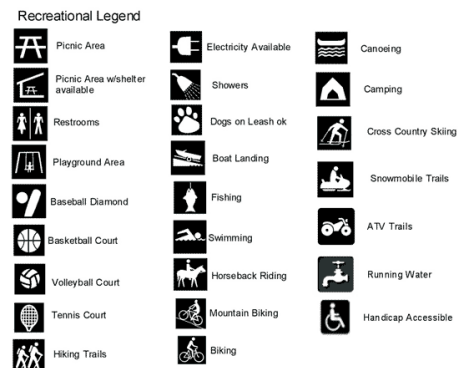 Recreational Legend
Picnic Area
Picnic Area w/shelter
available
Restrooms
Playground Area
Baseball Diamond
Basketball Court
Volleyball Court
Tennis Court
Hiking Trails
Electricity Available
Showers
Dogs on Leash ok
Boat Landing
Fishing
Swimming
Horseback Riding
Mountain Biking
Biking
Canoeing
Camping
Cross Country Skiing
Snowmobile Trails
ATV Trails
Running Water
Handicap Accessible